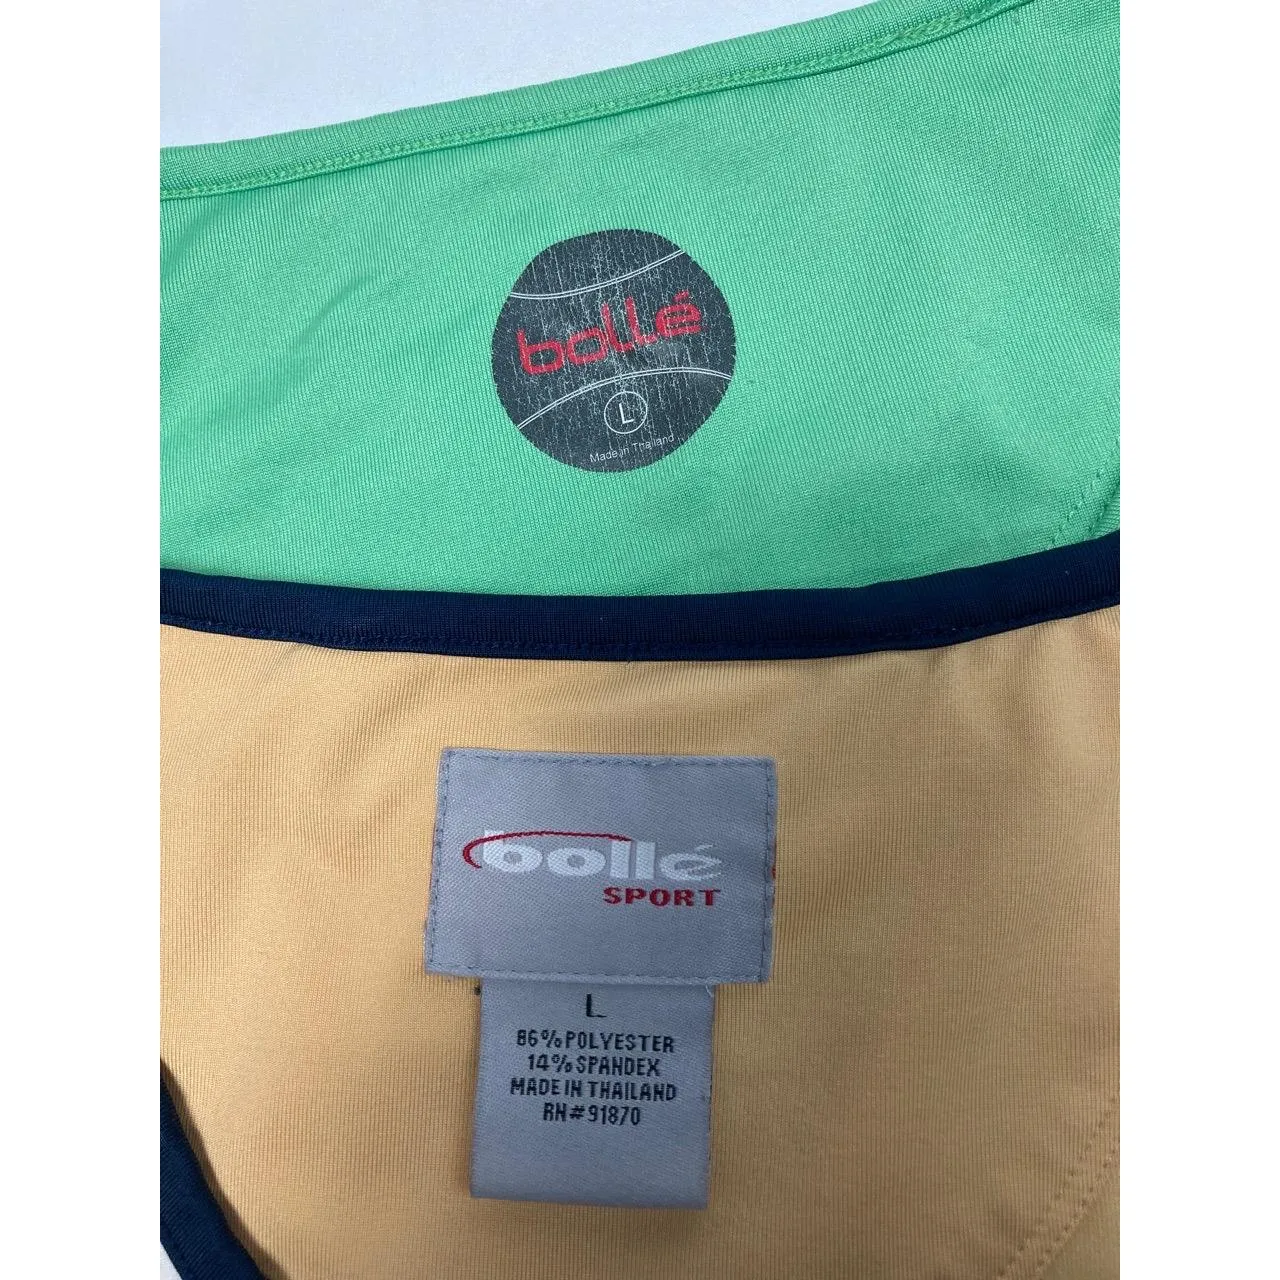 bollé
L
Made in Thailand
bollé
SPORT
L
86% POLYESTER
14% SPANDEX
MADE IN THAILAND
RN#91870